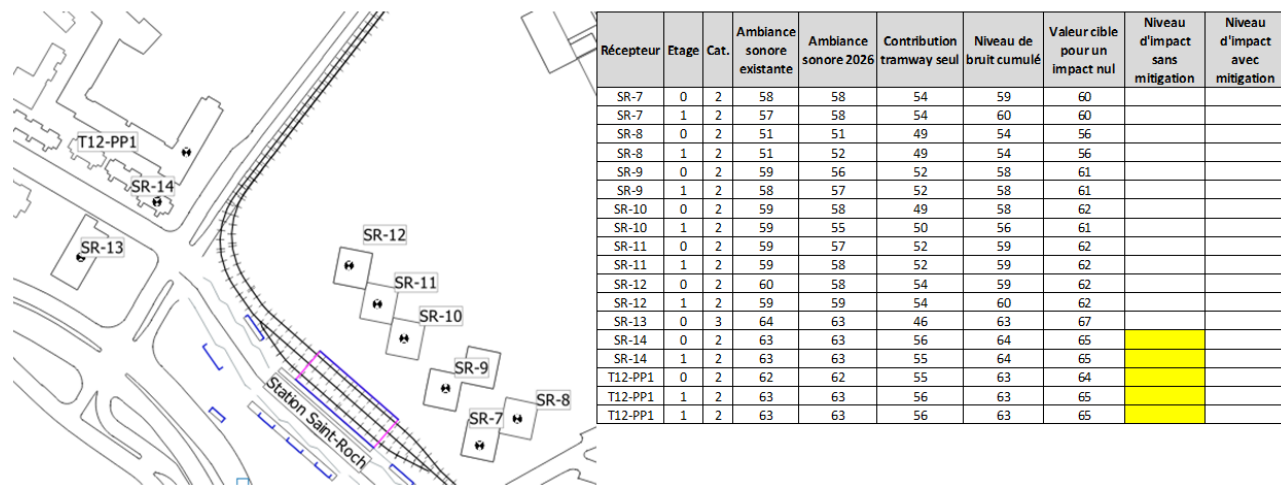 T12-PP1
SR-14
SR-13
SR-12
SR-11
SR-10
SR-9
SR-8
SR-7
Station Saint-Roch
Récepteur Etage Cat. Ambiance sonore existante Ambiance sonore 2026 Contribution tramway seul Niveau de bruit cumulé Valeur cible pour un impact nul Niveau d'impact sans mitigation Niveau d'impact avec mitigation
SR-7 0 2 58 58 54 59 60
SR-7 1 2 57 58 54 60 60
SR-8 0 2 51 51 49 54 56
SR-8 1 2 51 52 49 54 56
SR-9 0 2 59 56 52 58 61
SR-9 1 2 58 57 52 58 61
SR-10 0 2 59 58 49 58 62
SR-10 1 2 59 55 50 56 61
SR-11 0 2 59 57 52 59 62
SR-11 1 2 59 58 52 59 62
SR-12 0 2 60 58 54 59 62
SR-12 1 2 59 59 54 60 62
SR-13 0 3 64 63 46 63 67
SR-14 0 2 63 63 56 64 65
SR-14 1 2 63 63 55 64 65
T12-PP1 0 2 62 62 55 63 64
T12-PP1 1 2 63 63 55 63 65
T12-PP1 1 2 63 63 56 63 65